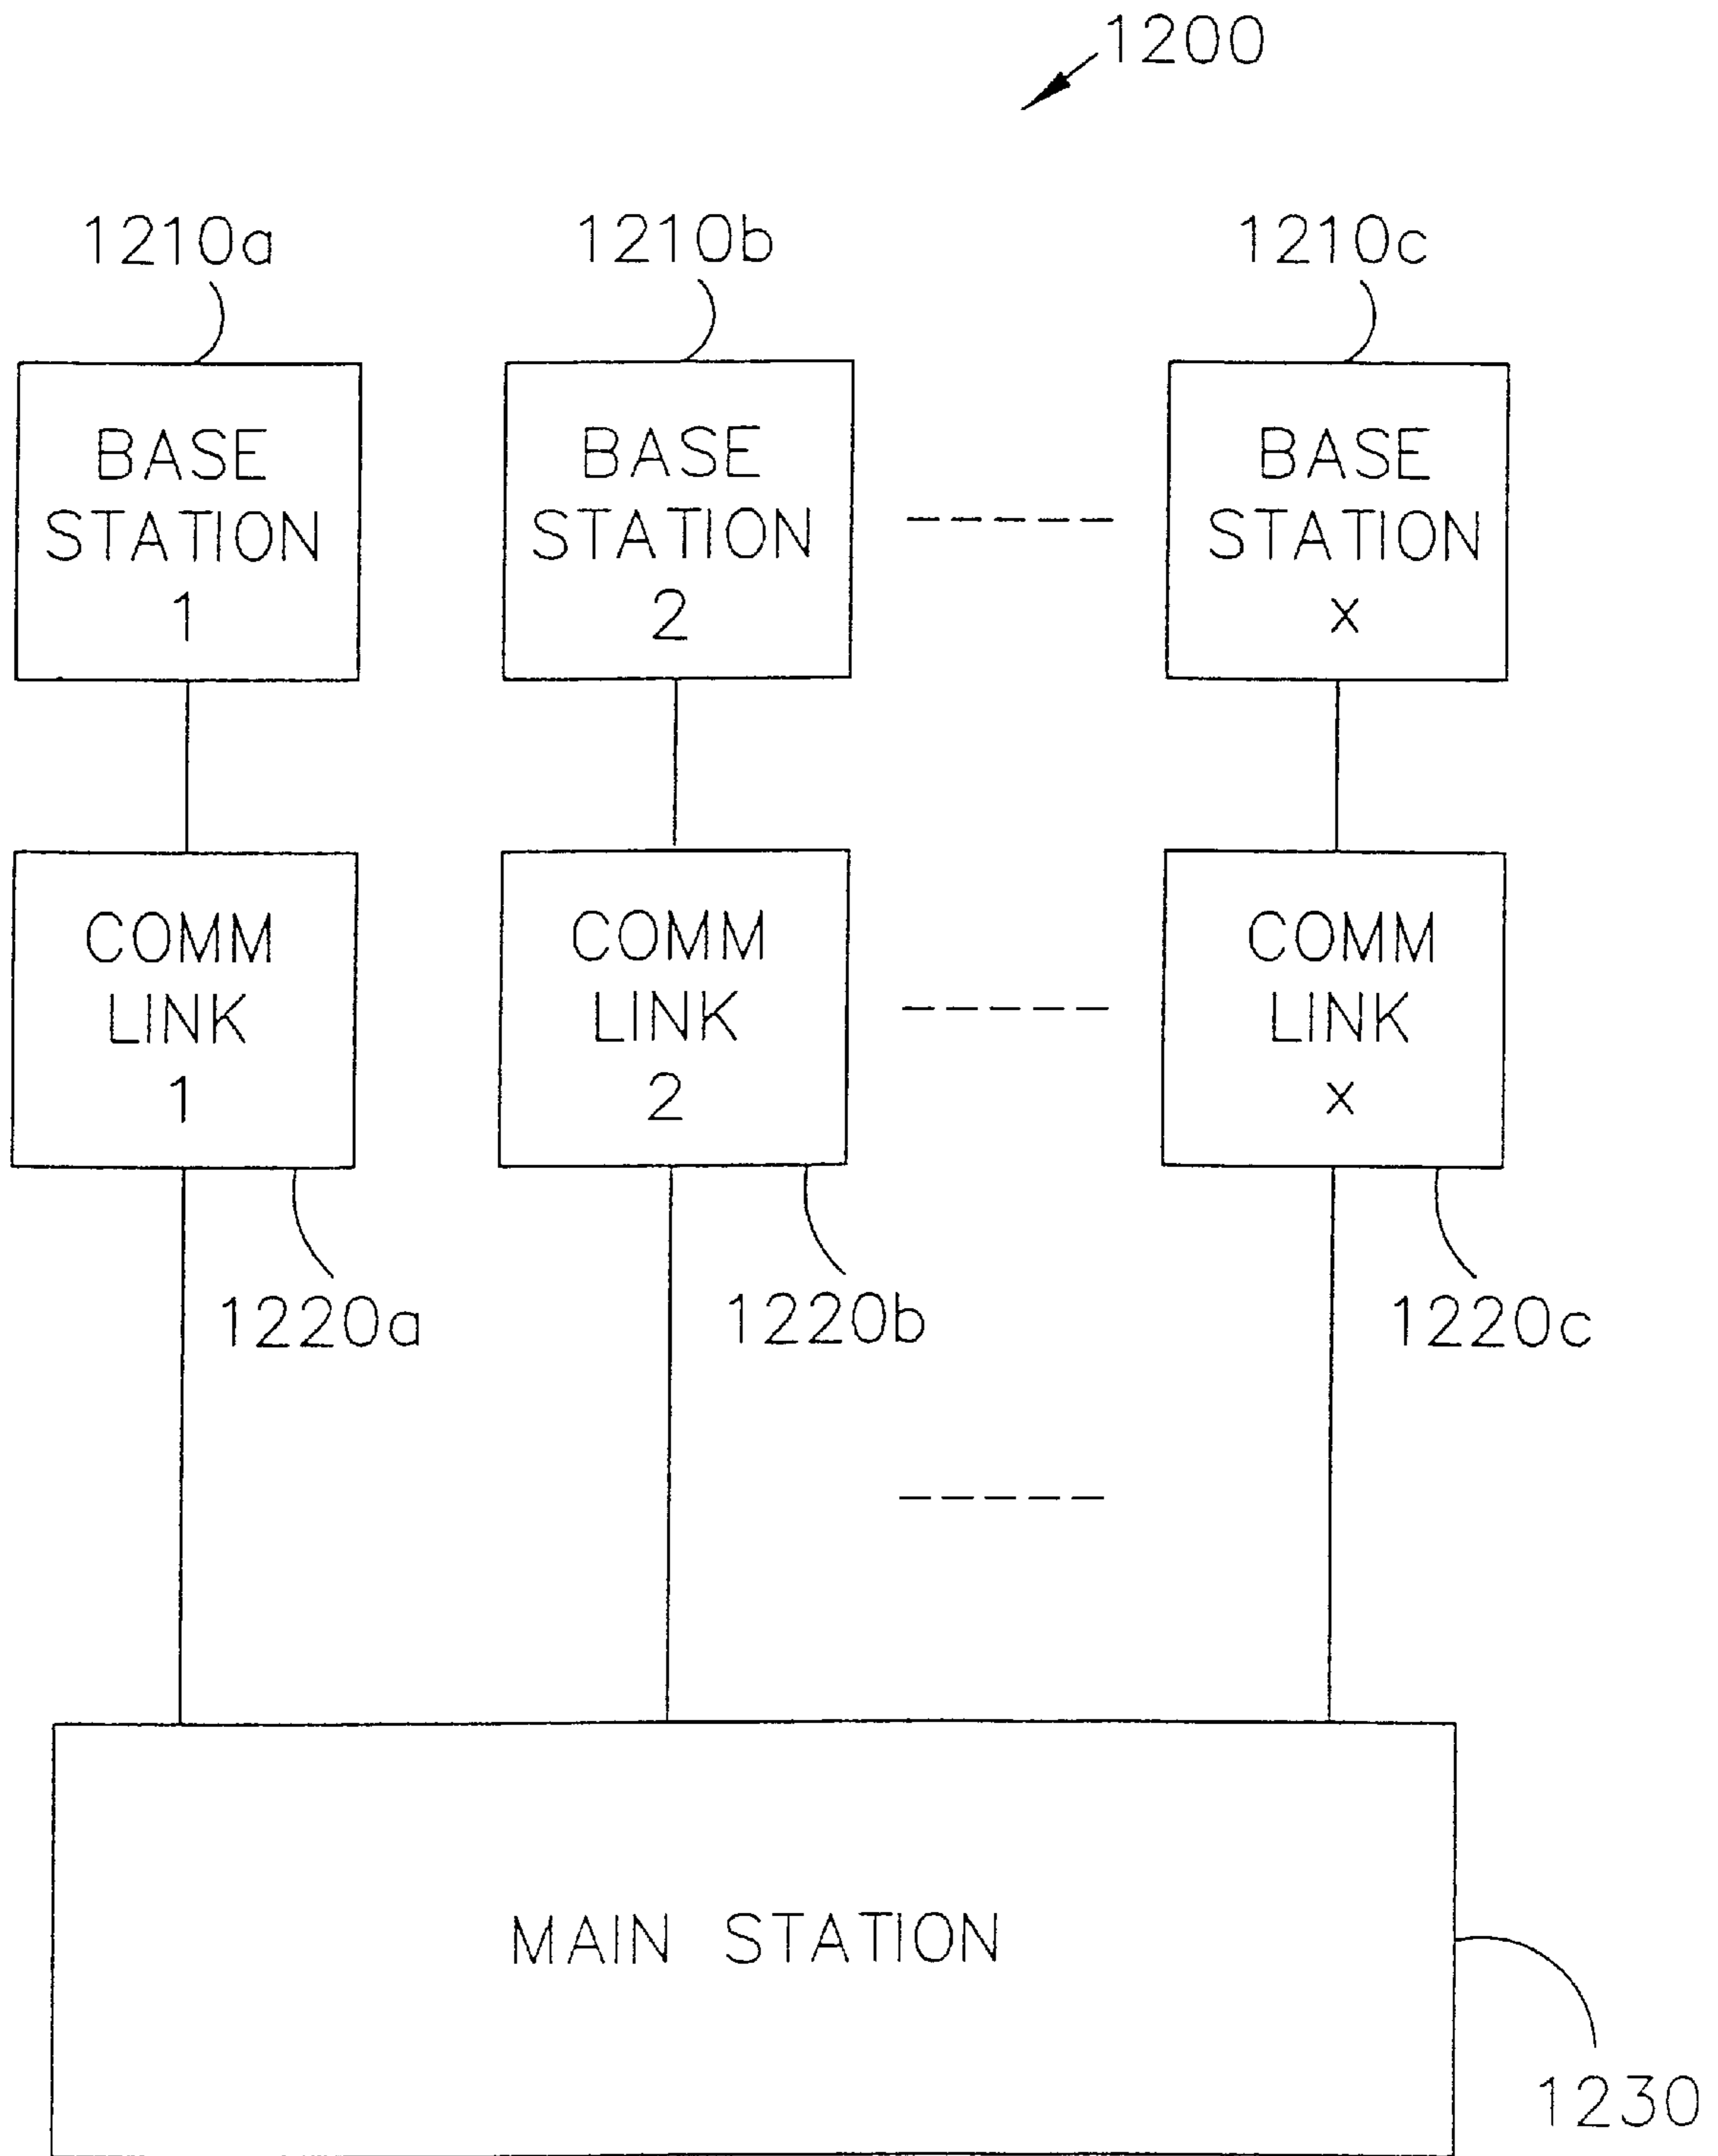 1200
1210a
1210b
1210c
BASE
STATION
1
BASE
STATION
2
BASE
STATION
x
COMM
LINK
1
COMM
LINK
2
COMM
LINK
x
1220a
1220b
1220c
MAIN STATION
1230